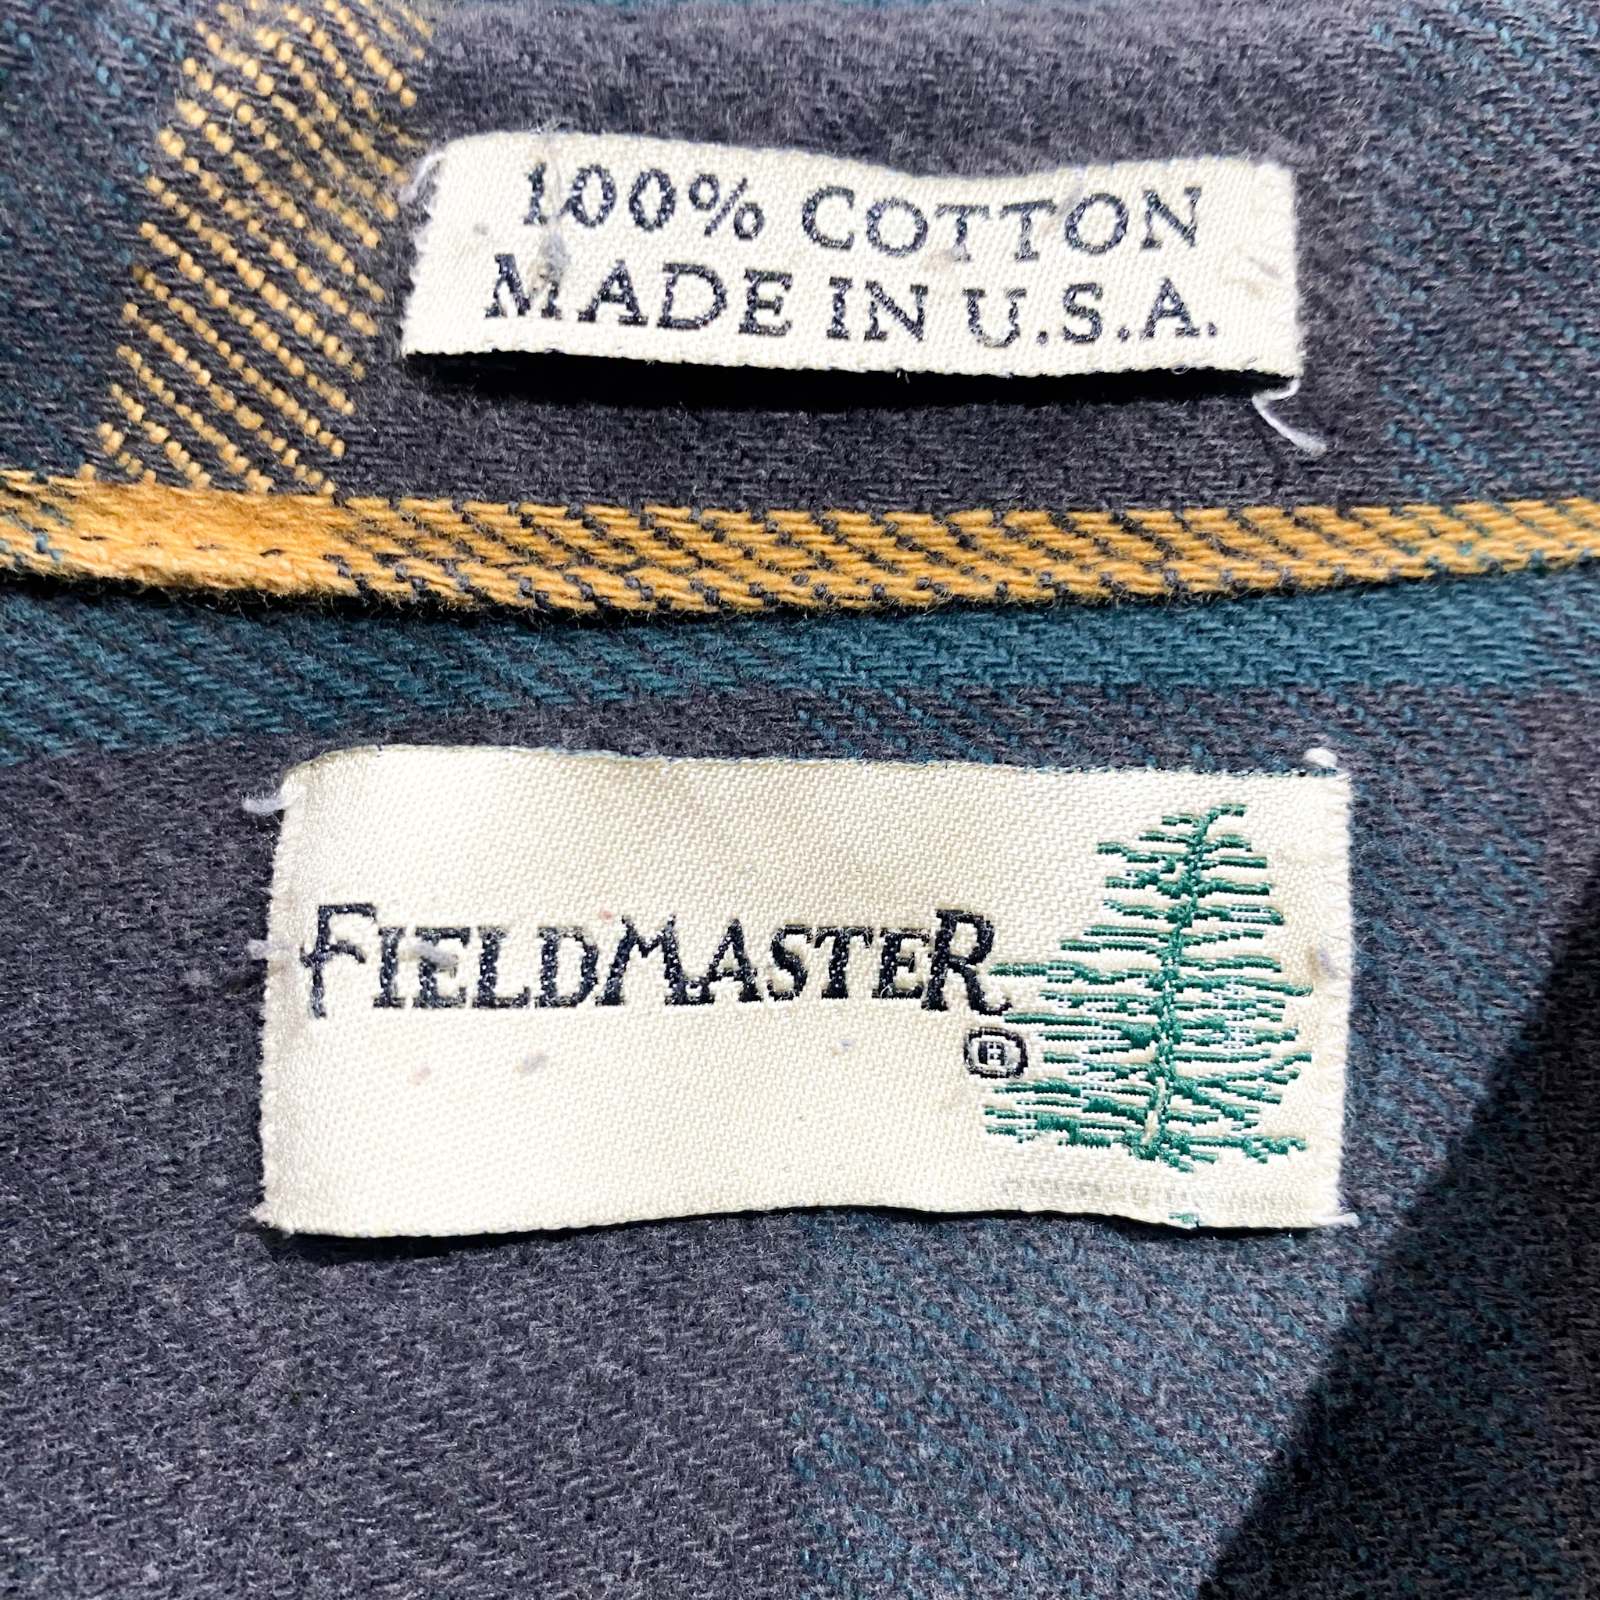 100% COTTON
MADE IN U.S.A.
FIELDMASTER
®